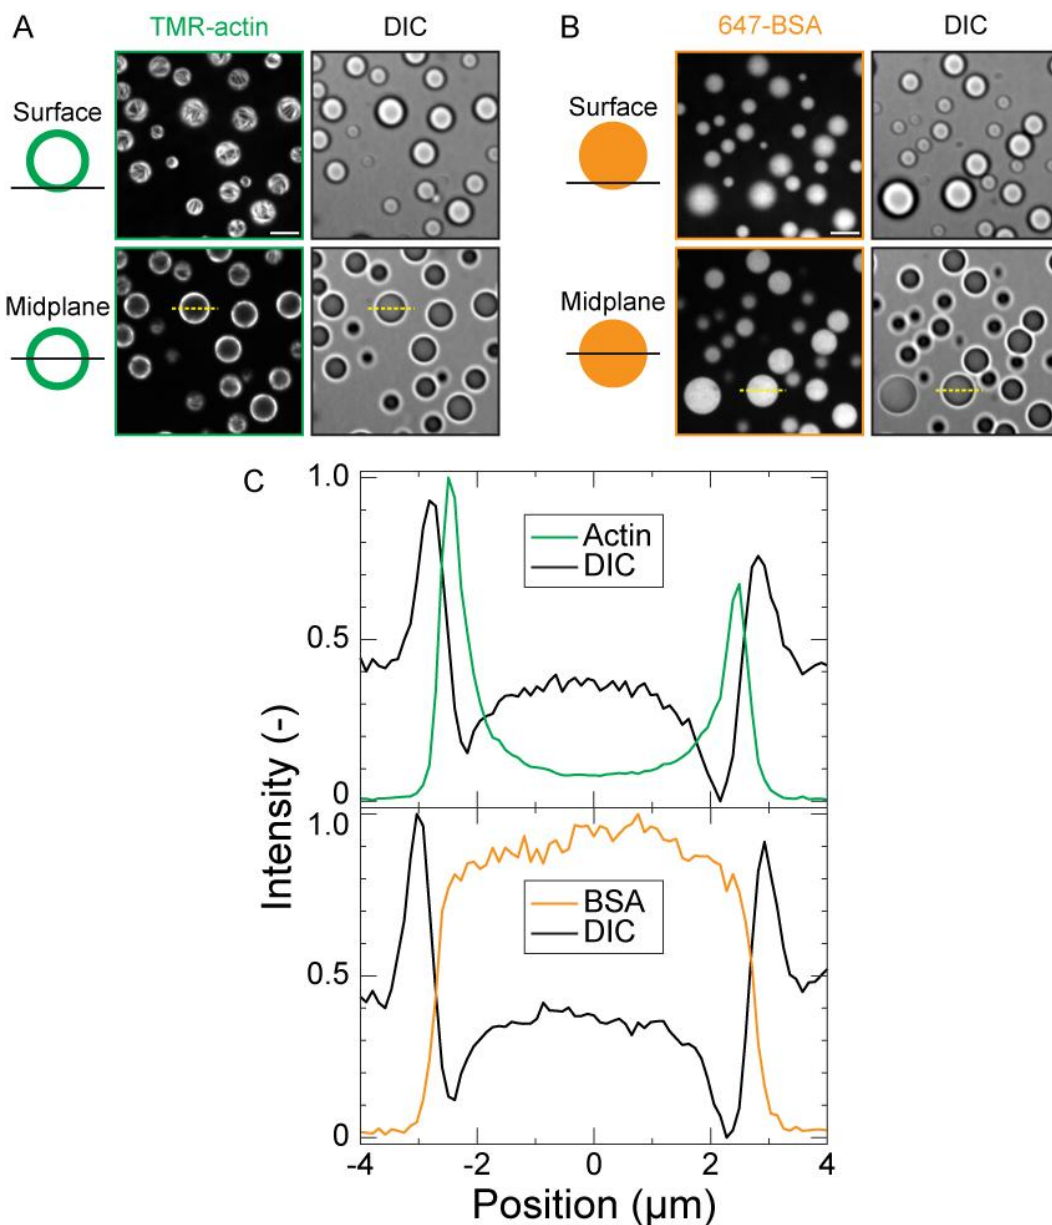 A
TMR-actin
DIC
Surface
Midplane
B
647-BSA
DIC
Surface
Midplane
C
1.0
0.5
0
Actin
DIC
1.0
0.5
0
BSA
DIC
Intensity (-)
-4
-2
0
2
4
Position (µm)